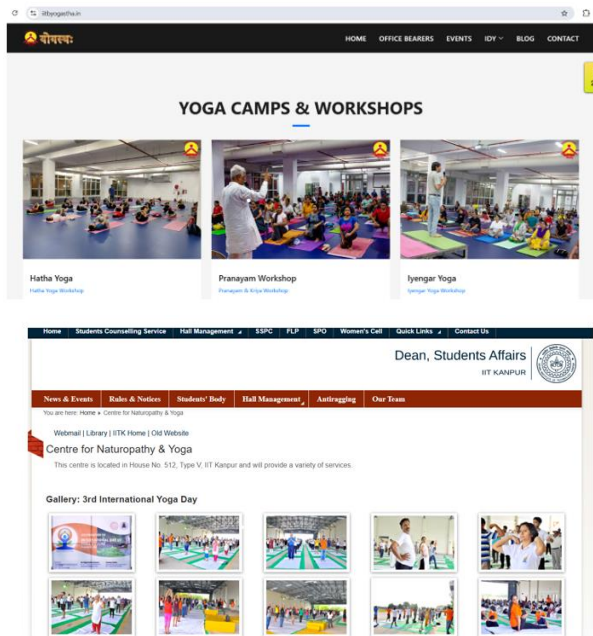 iitbyogastha.in
योगस्थः
HOME OFFICE BEARERS EVENTS IDY BLOG CONTACT
YOGA CAMPS & WORKSHOPS
Hatha Yoga Pranayam Workshop Iyengar Yoga
Hatha Yoga Workshop Pranayam & Kriya Workshop Iyengar Yoga Workshop
Home Students Counselling Service Hall Management SSPC FLP SPO Women's Cell Quick Links Contact Us
Dean, Students Affairs
IIT KANPUR
News & Events Rules & Notices Students' Body Hall Management Antiragging Our Team
You are here: Home » Centre for Naturopathy & Yoga
Webmail | Library | IITK Home | Old Website
Centre for Naturopathy & Yoga
This centre is located in House No. 512, Type V, IIT Kanpur and will provide a variety of services.
Gallery: 3rd International Yoga Day